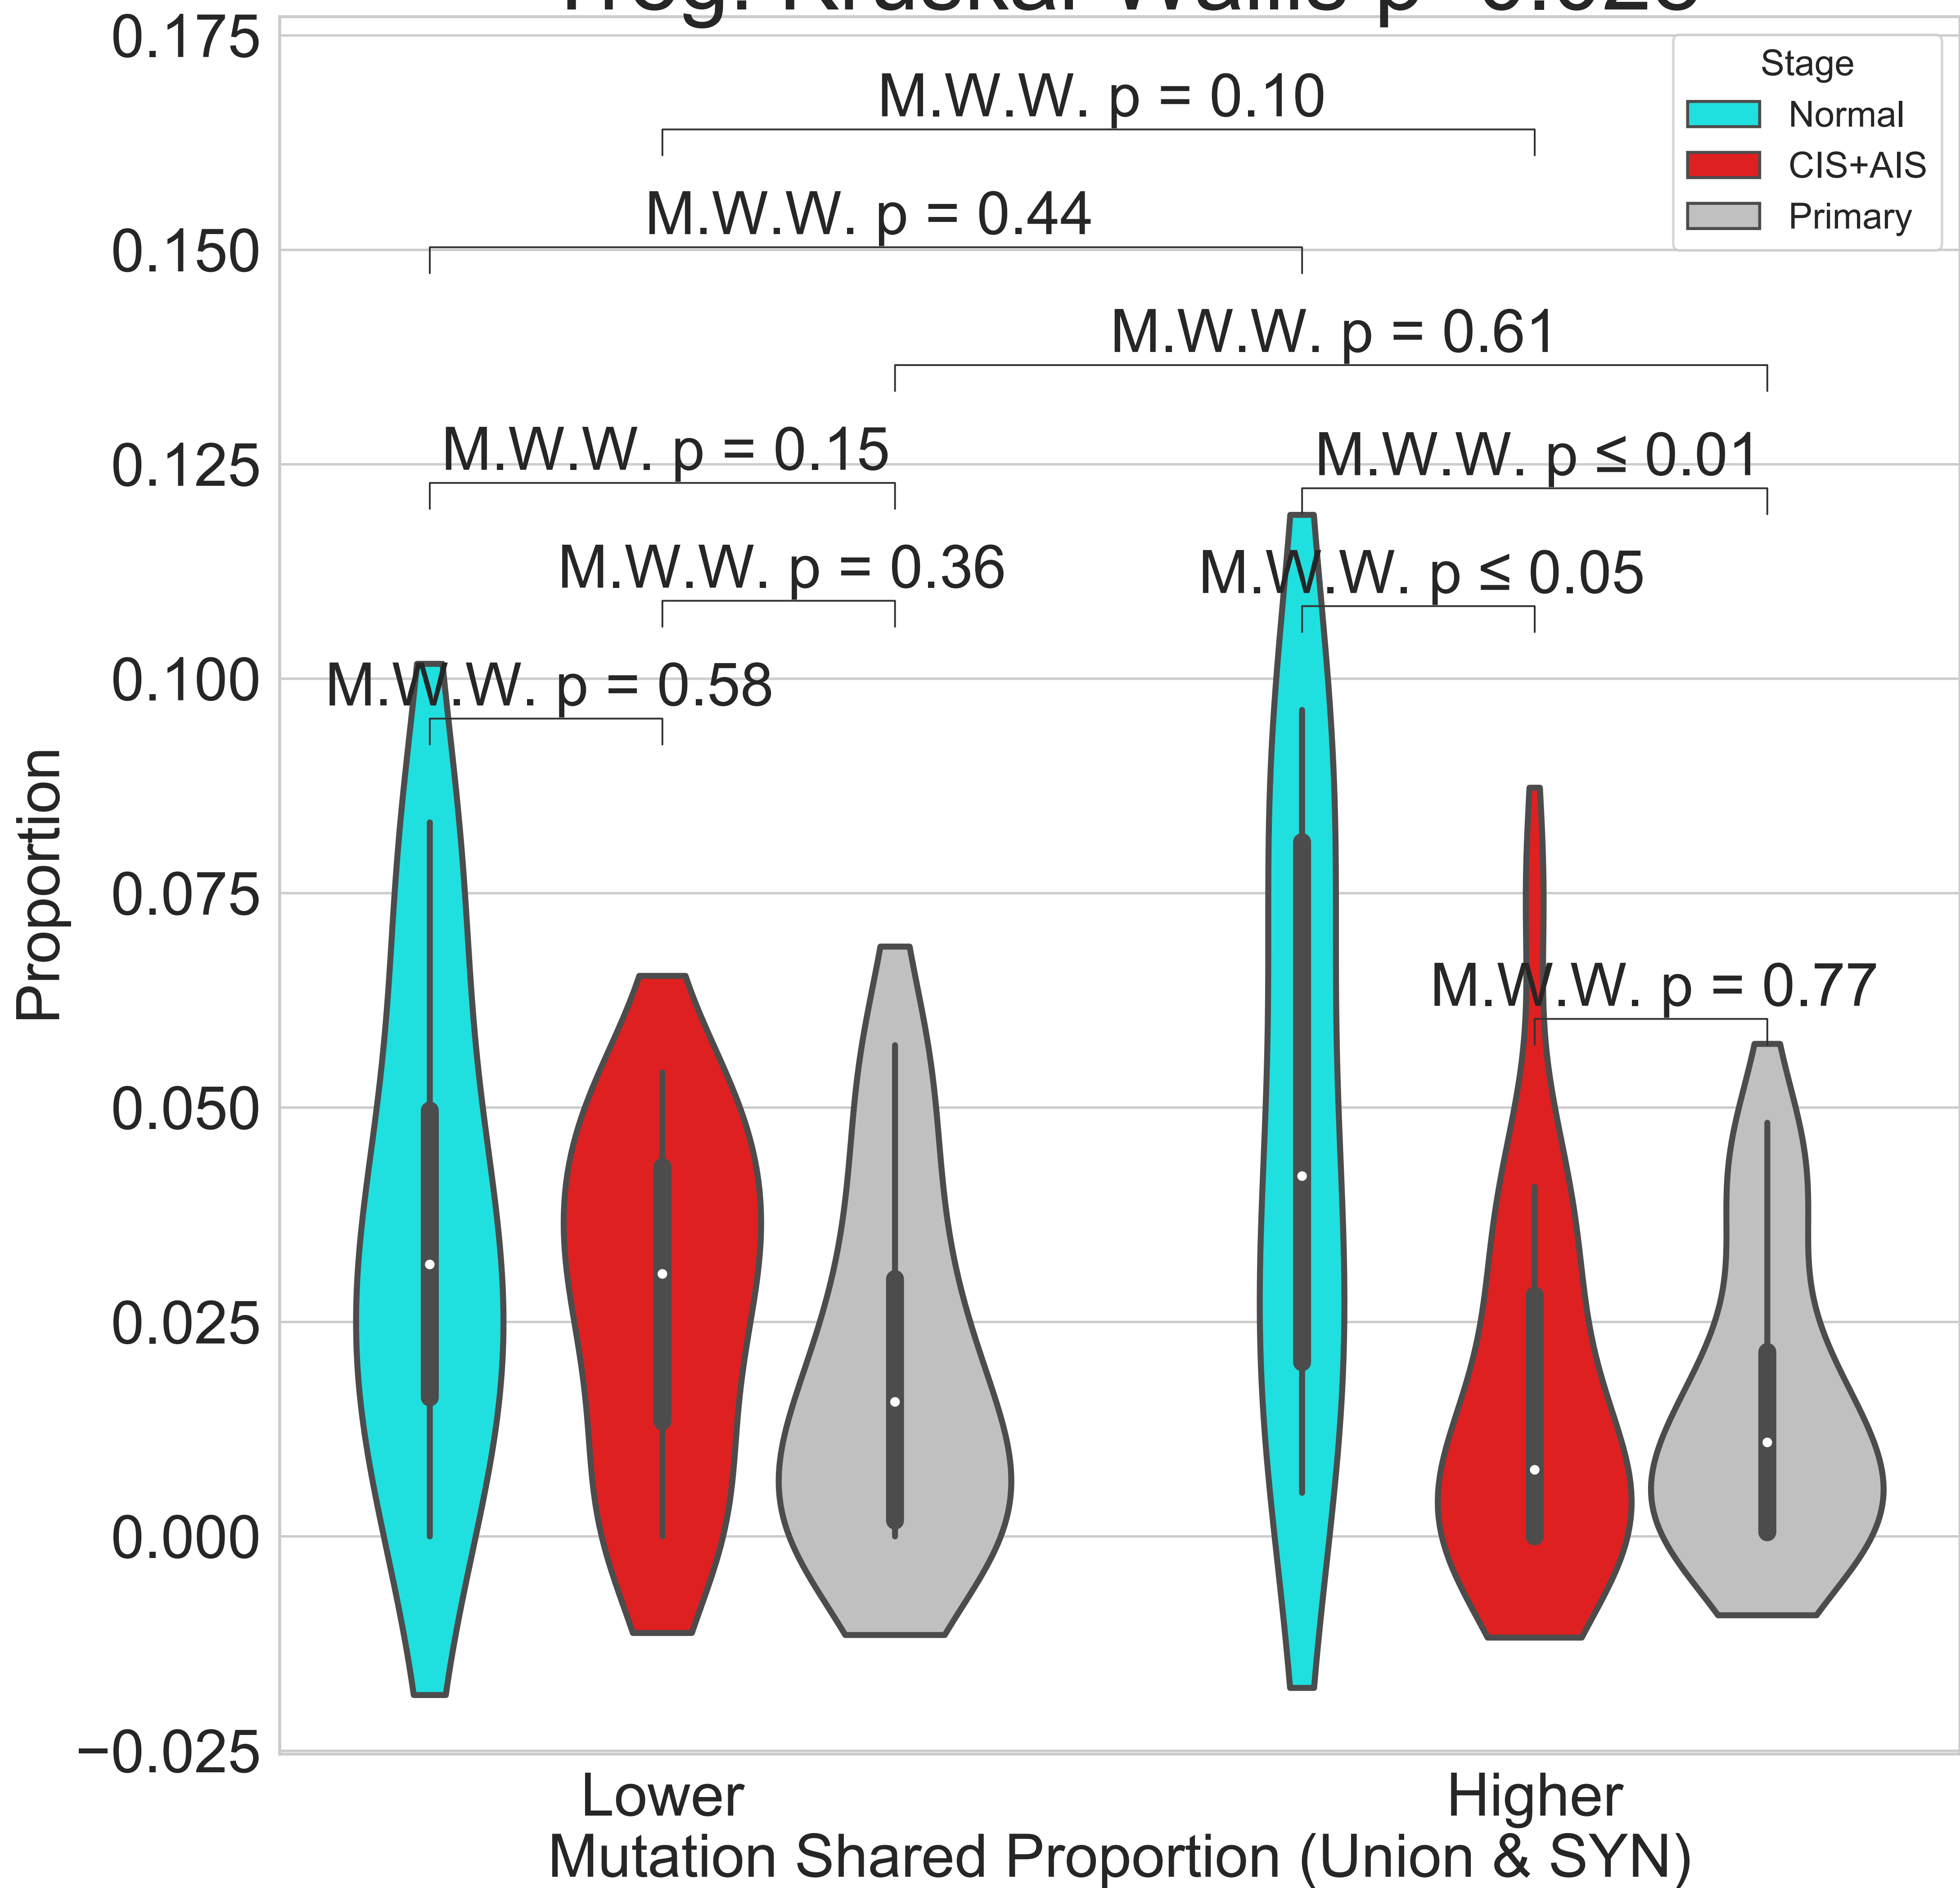 0.175
0.150
0.125
0.100
0.075
0.050
0.025
0.000
−0.025
Proportion
Stage
Normal
CIS+AIS
Primary
M.W.W. p = 0.10
M.W.W. p = 0.44
M.W.W. p = 0.61
M.W.W. p = 0.15
M.W.W. p ≤ 0.01
M.W.W. p = 0.36
M.W.W. p ≤ 0.05
M.W.W. p = 0.58
M.W.W. p = 0.77
Lower
Higher
Mutation Shared Proportion (Union & SYN)